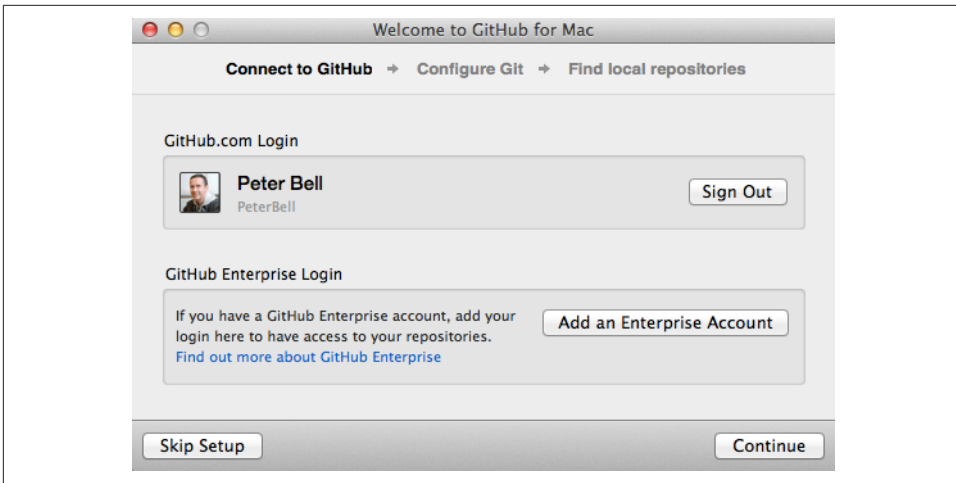 Welcome to GitHub for Mac
Connect to GitHub ➔ Configure Git ➔ Find local repositories
GitHub.com Login
Peter Bell
PeterBell
Sign Out
GitHub Enterprise Login
If you have a GitHub Enterprise account, add your
login here to have access to your repositories.
Find out more about GitHub Enterprise
Add an Enterprise Account
Skip Setup
Continue